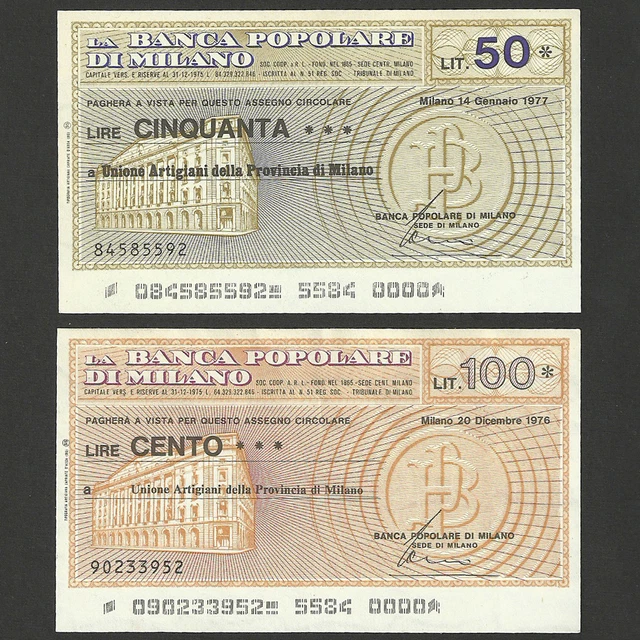 LA BANCA POPOLARE
DI MILANO
SOC. COOP. A R.L. - FOND. NEL 1865 - SEDE CENTR. MILANO
CAPITALE VERS. E RISERVE AL 31-12-1975 L. 64.329.322.846 - ISCRITTA AL N. 51 REG. SOC. TRIBUNALE DI MILANO
LIT. 50 *
PAGHERÀ A VISTA PER QUESTO ASSEGNO CIRCOLARE
Milano 14 Gennaio 1977
LIRE CINQUANTA ***
a Unione Artigiani della Provincia di Milano
BANCA POPOLARE DI MILANO
SEDE DI MILANO
84585592
084585592 5584 0000
LA BANCA POPOLARE
DI MILANO
SOC. COOP. A R.L. - FOND. NEL 1865 - SEDE CENT. MILANO
CAPITALE VERS. E RISERVE AL 31-12-1975 L. 64.329.322.846 - ISCRITTA AL N. 51 REG. SOC. - TRIBUNALE DI MILANO
LIT. 100 *
PAGHERÀ A VISTA PER QUESTO ASSEGNO CIRCOLARE
Milano 20 Dicembre 1976
LIRE CENTO ***
a Unione Artigiani della Provincia di Milano
BANCA POPOLARE DI MILANO
SEDE DI MILANO
90233952
090233952 5584 0000